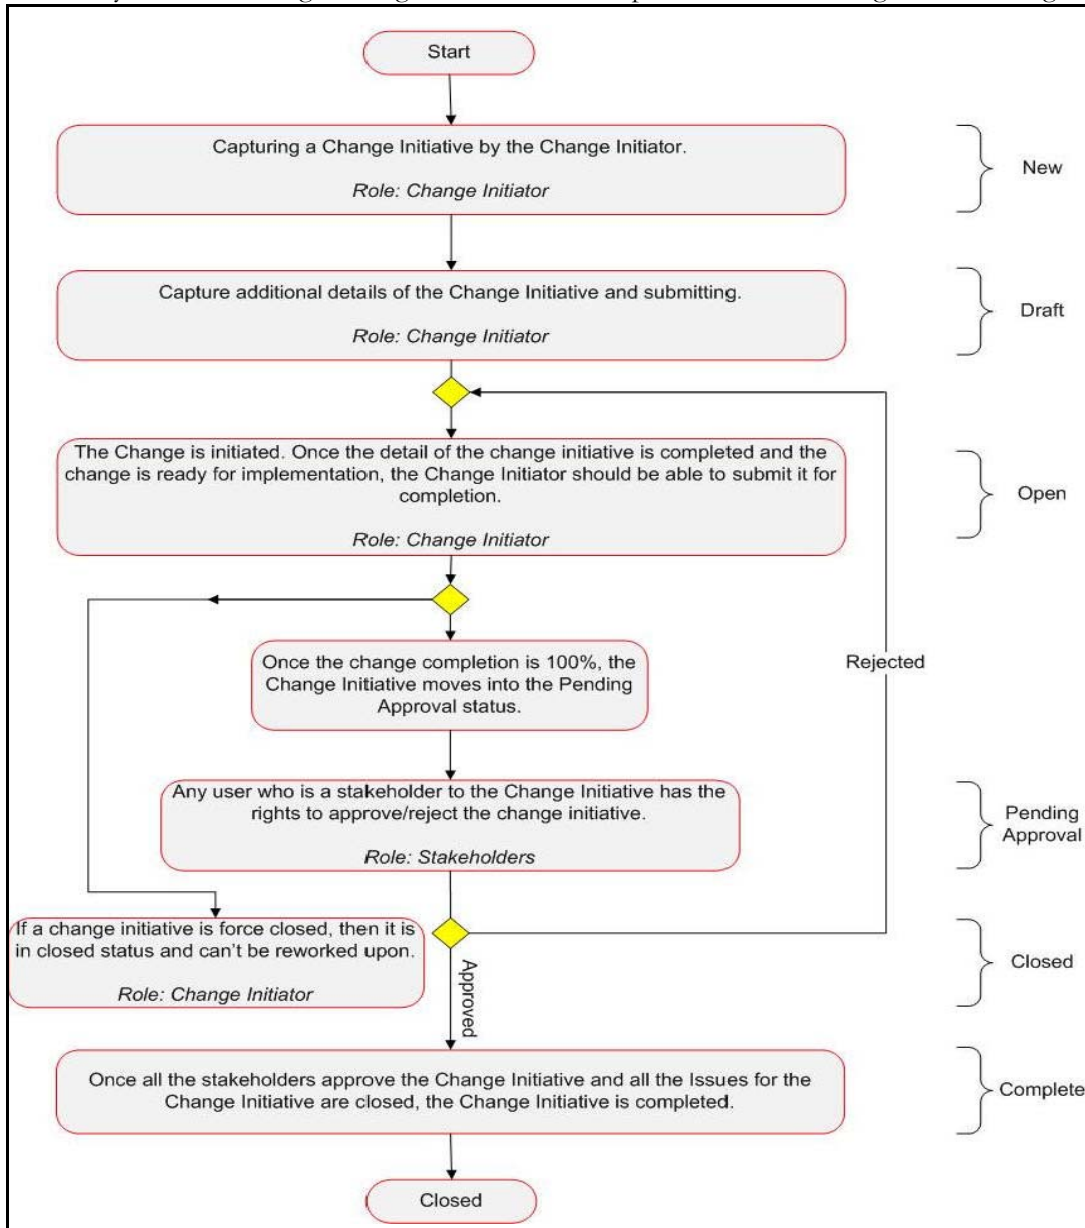 Start
Capturing a Change Initiative by the Change Initiator.
Role: Change Initiator
New
Capture additional details of the Change Initiative and submitting.
Role: Change Initiator
Draft
The Change is initiated. Once the detail of the change initiative is completed and the
change is ready for implementation, the Change Initiator should be able to submit it for
completion.
Role: Change Initiator
Open
Once the change completion is 100%, the
Change Initiative moves into the Pending
Approval status.
Rejected
Any user who is a stakeholder to the Change Initiative has the
rights to approve/reject the change initiative.
Role: Stakeholders
Pending
Approval
If a change initiative is force closed, then it is
in closed status and can't be reworked upon.
Role: Change Initiator
Closed
Approved
Once all the stakeholders approve the Change Initiative and all the Issues for the
Change Initiative are closed, the Change Initiative is completed.
Complete
Closed